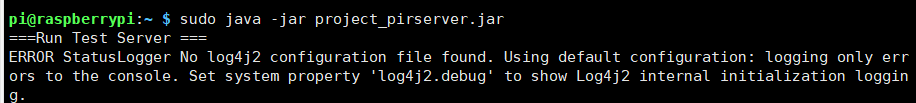 pi@raspberrypi:~ $ sudo java -jar project_pirserver.jar
===Run Test Server ===
ERROR StatusLogger No log4j2 configuration file found. Using default configuration: logging only err
ors to the console. Set system property 'log4j2.debug' to show Log4j2 internal initialization loggin
g.